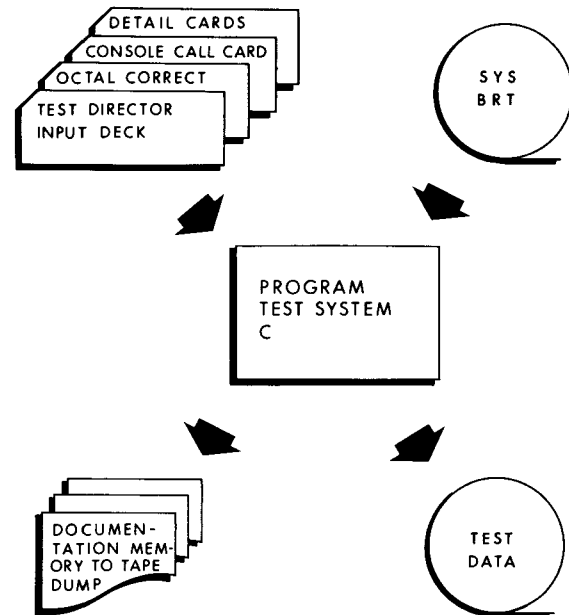 DETAIL CARDS
CONSOLE CALL CARD
OCTAL CORRECT
TEST DIRECTOR
INPUT DECK
SYS
BRT
PROGRAM
TEST SYSTEM
C
DOCUMEN-
TATION MEM-
ORY TO TAPE
DUMP
TEST
DATA